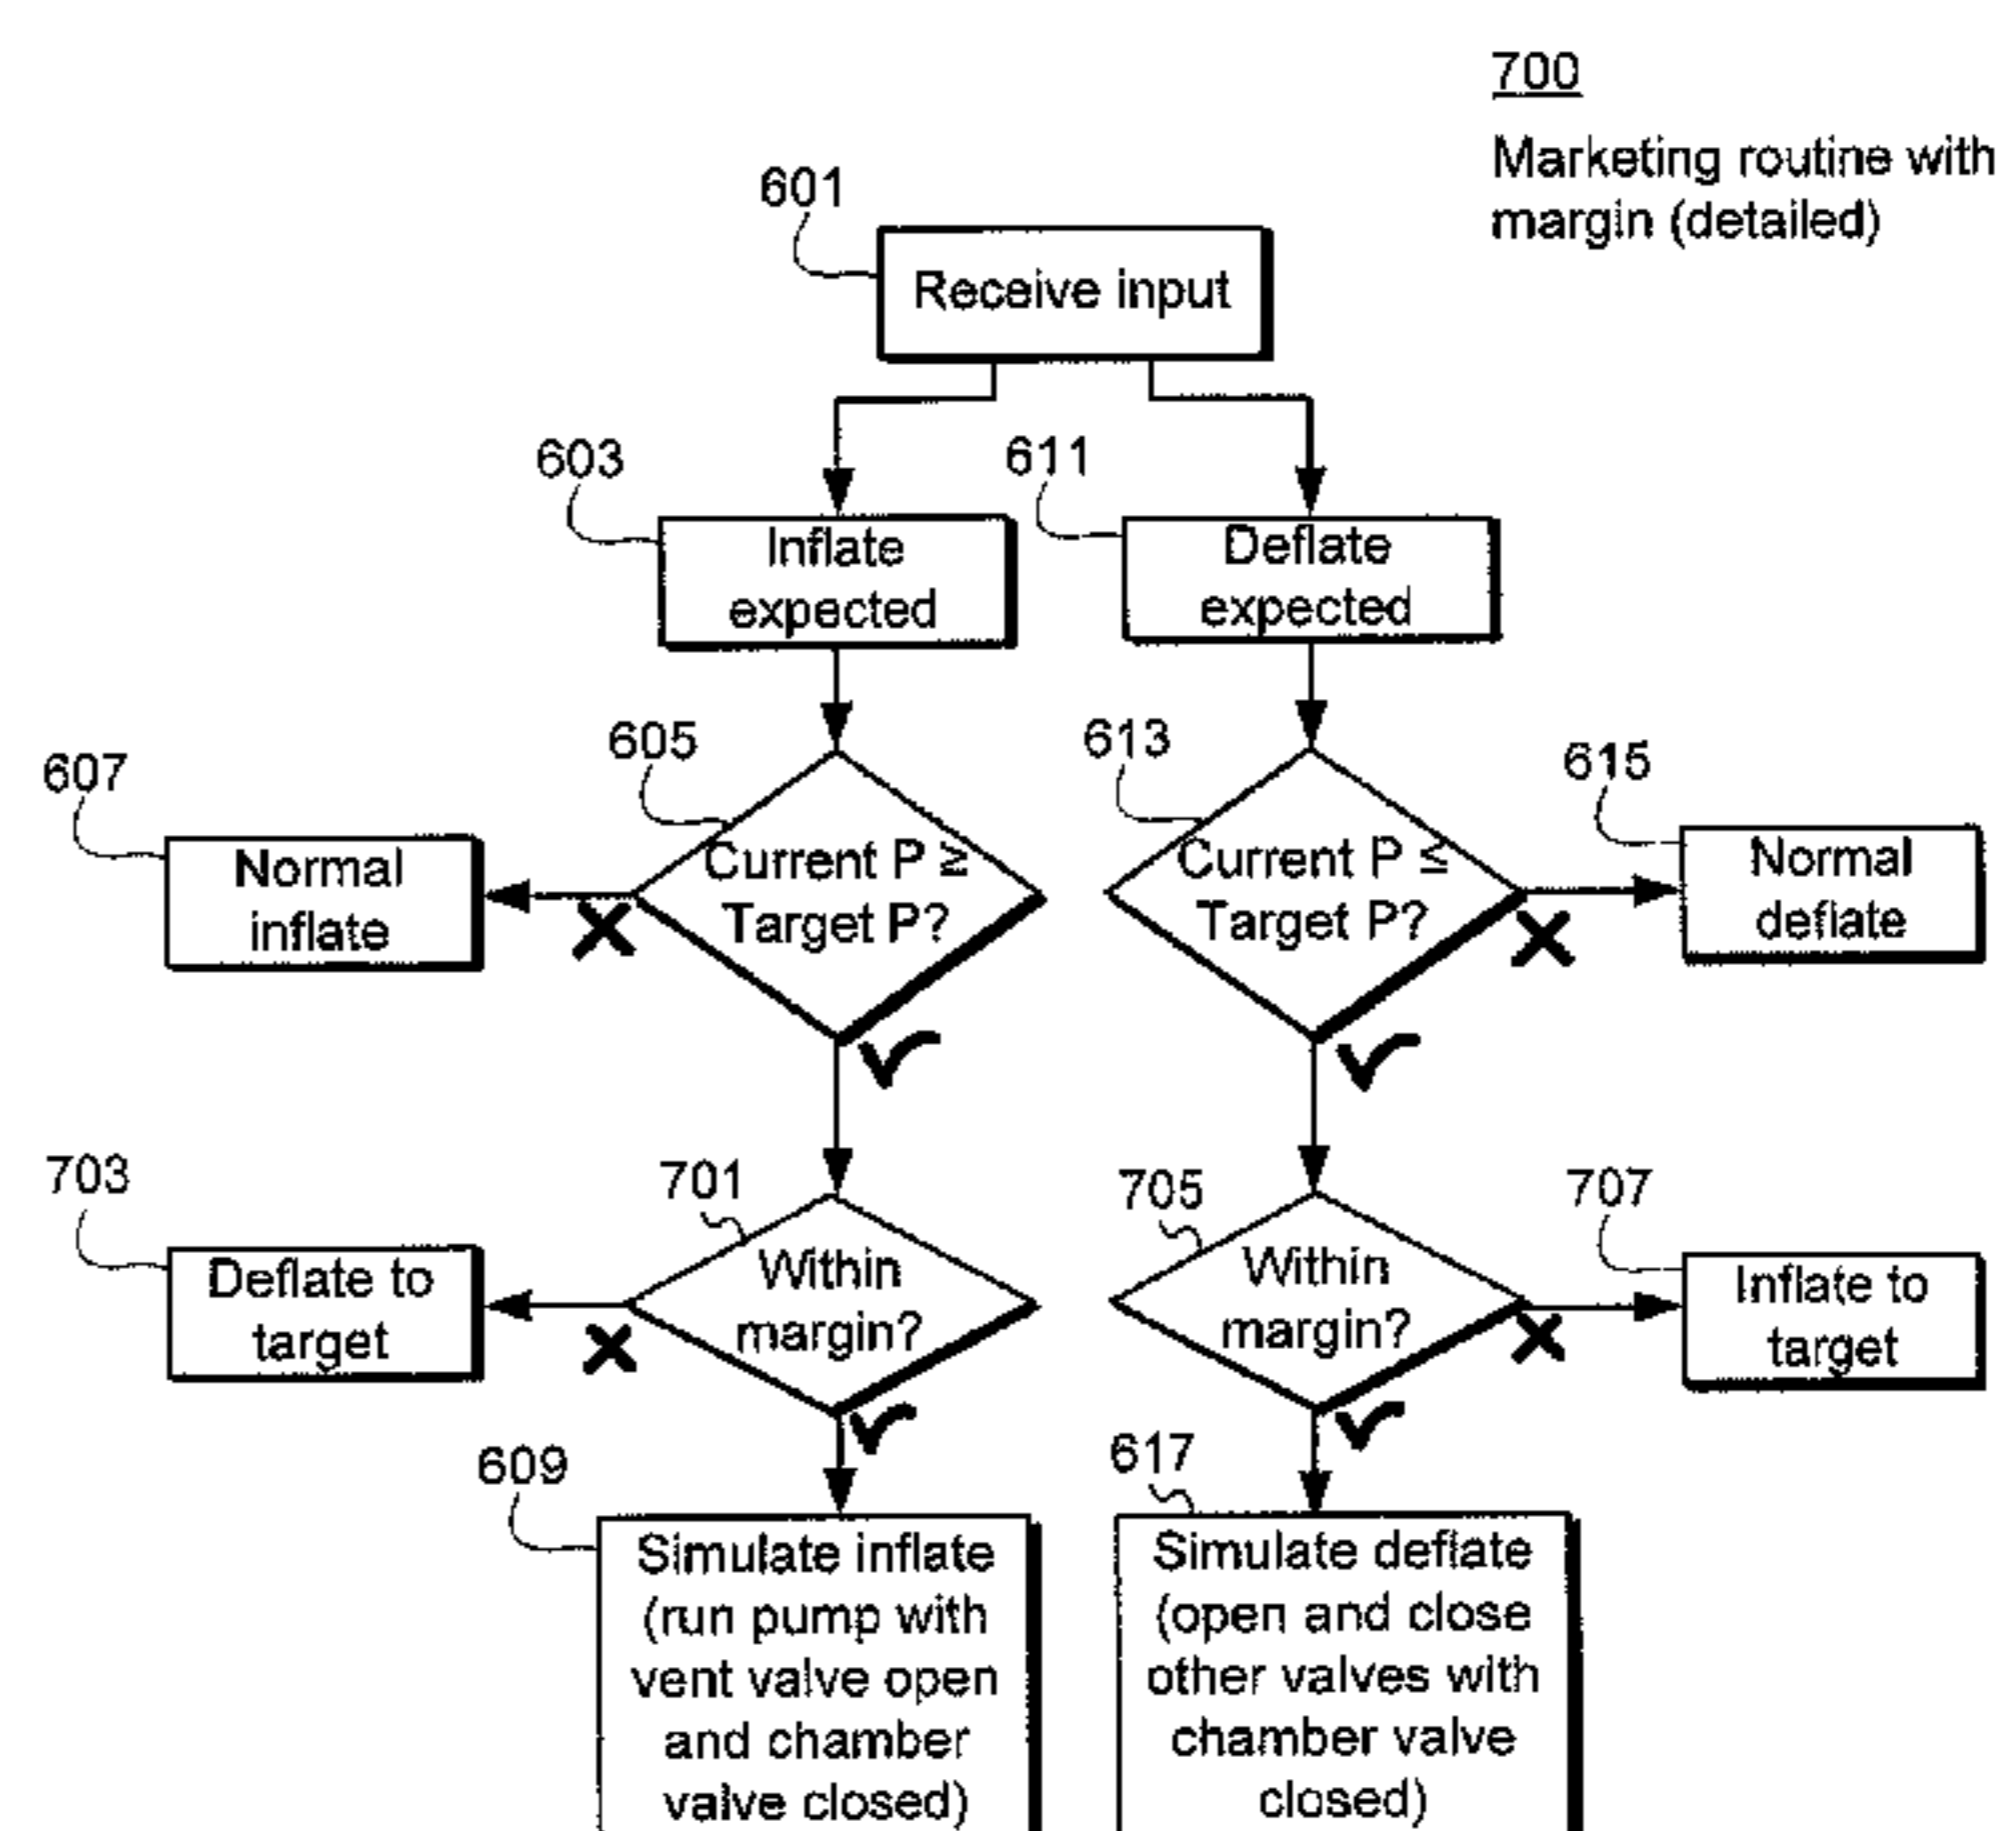 700
Marketing routine with
margin (detailed)
601
Receive input
603
Inflate
expected
611
Deflate
expected
607
Normal
inflate
605
Current P ≥
Target P?
613
Current P ≤
Target P?
615
Normal
deflate
703
Deflate to
target
701
Within
margin?
705
Within
margin?
707
Inflate to
target
609
Simulate inflate
(run pump with
vent valve open
and chamber
valve closed)
617
Simulate deflate
(open and close
other valves with
chamber valve
closed)